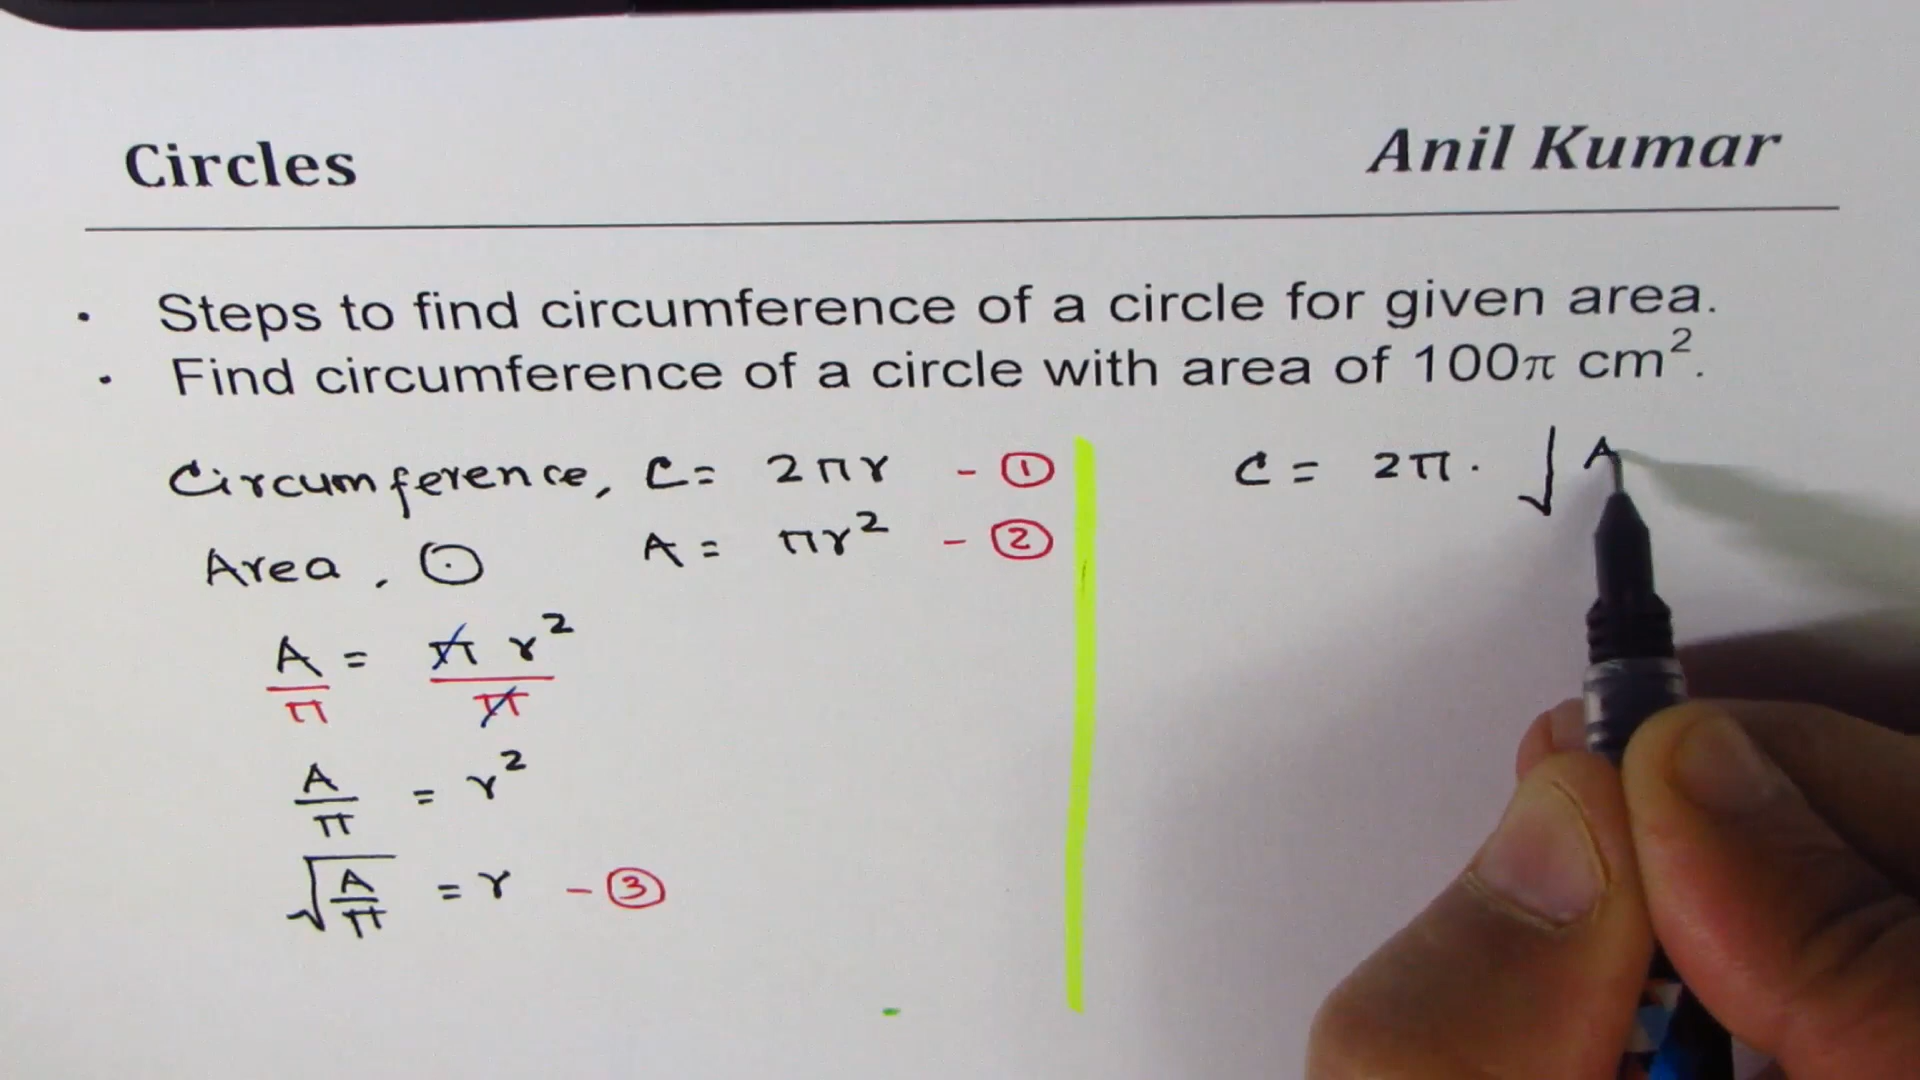 Circles
Anil Kumar
· Steps to find circumference of a circle for given area.
· Find circumference of a circle with area of 100π cm².
Circumference, C = 2πr - ①
Area, ⊙ A = πr² - ②
A/π = πr²/π
A/π = r²
√(A/π) = r - ③
C = 2π · √A